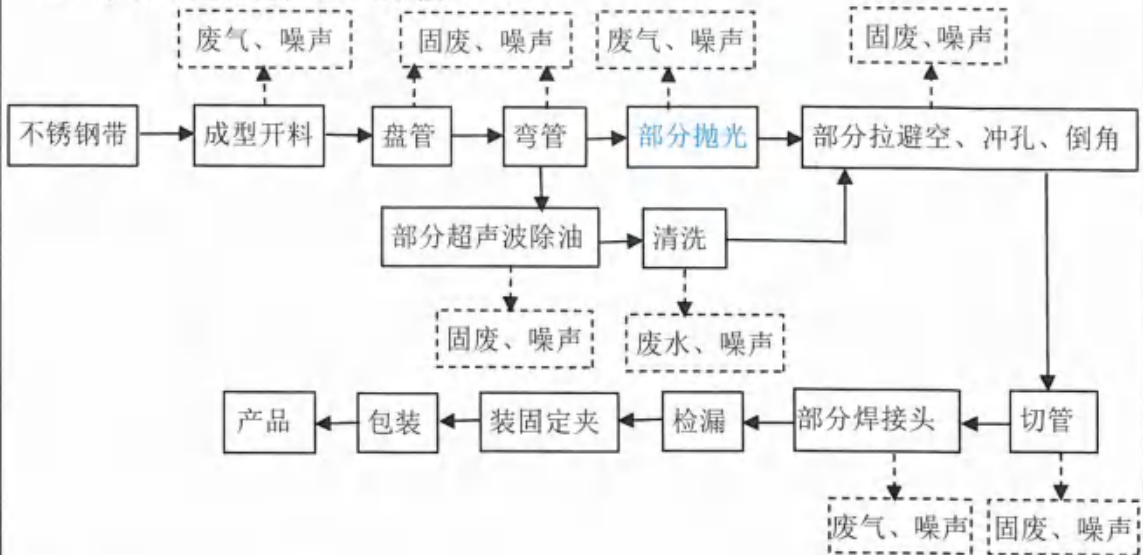 废气、噪声
固废、噪声
废气、噪声
固废、噪声
不锈钢带
成型开料
盘管
弯管
部分抛光
部分拉避空、冲孔、倒角
部分超声波除油
清洗
固废、噪声
废水、噪声
产品
包装
装固定夹
检漏
部分焊接头
切管
废气、噪声
固废、噪声